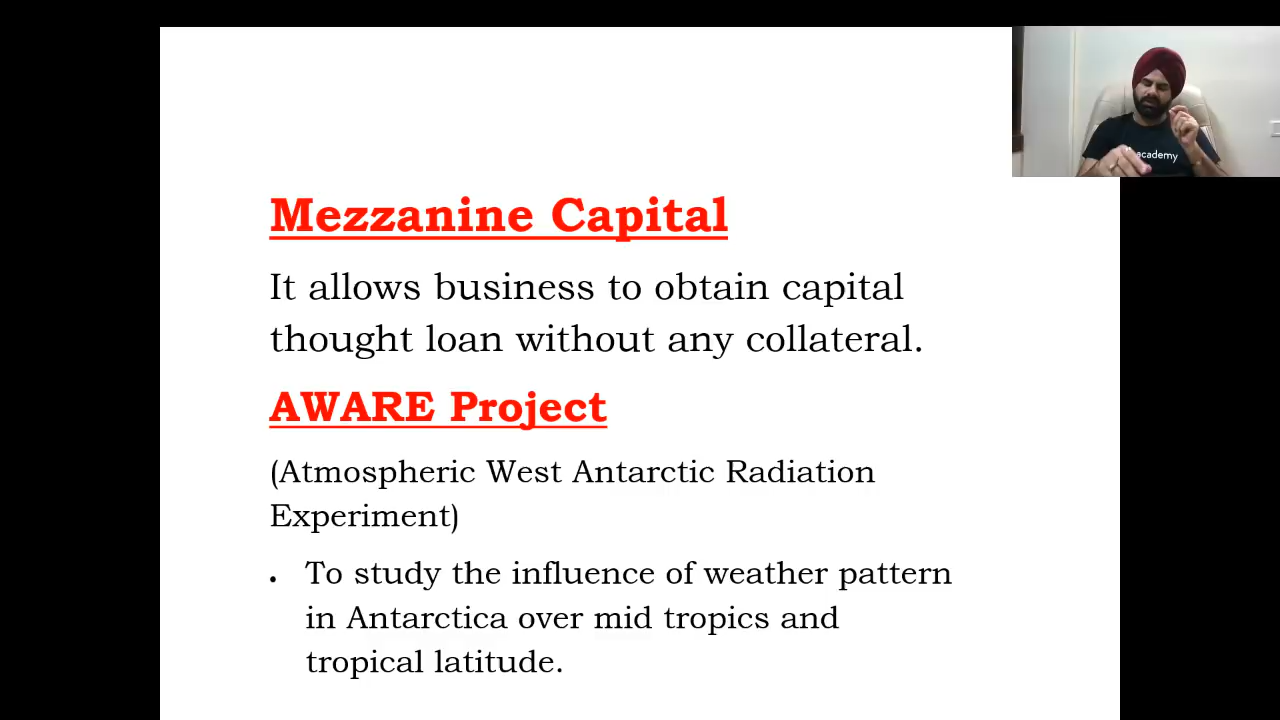 Mezzanine Capital
It allows business to obtain capital
thought loan without any collateral.
AWARE Project
(Atmospheric West Antarctic Radiation
Experiment)
• To study the influence of weather pattern
in Antarctica over mid tropics and
tropical latitude.
academy